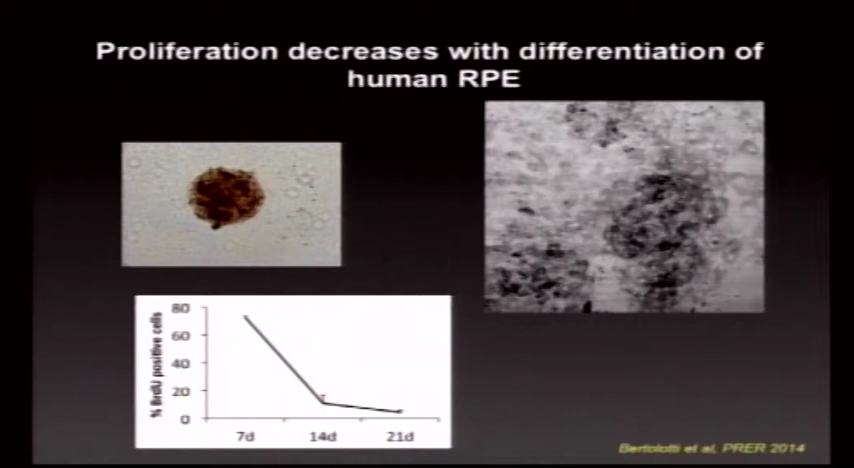 Proliferation decreases with differentiation of
human RPE
% BrdU positive cells
80
60
40
20
0
7d 14d 21d
Bertolotti et al, PRER 2014